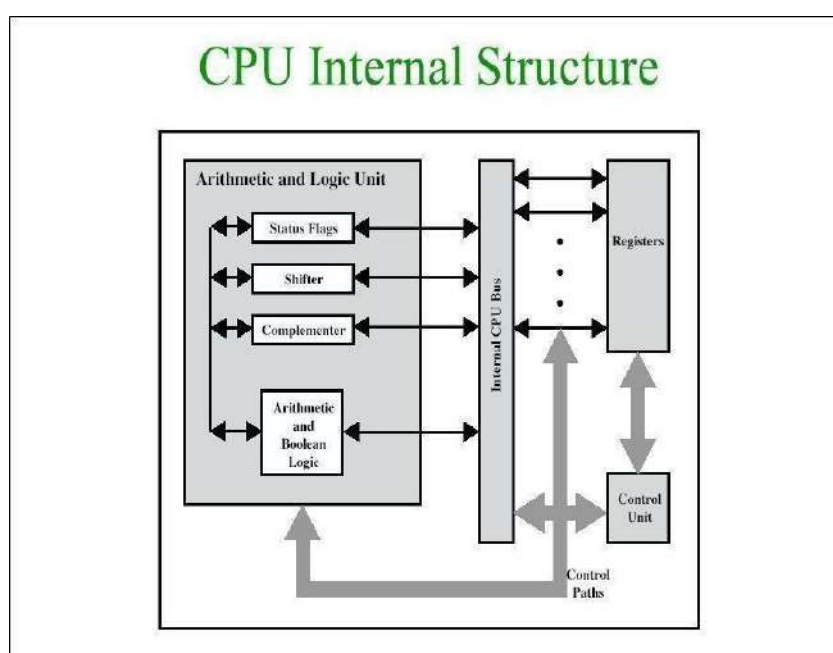 CPU Internal Structure
Arithmetic and Logic Unit
Status Flags
Shifter
Complementer
Arithmetic
and
Boolean
Logic
Internal CPU Bus
Registers
Control
Unit
Control
Paths